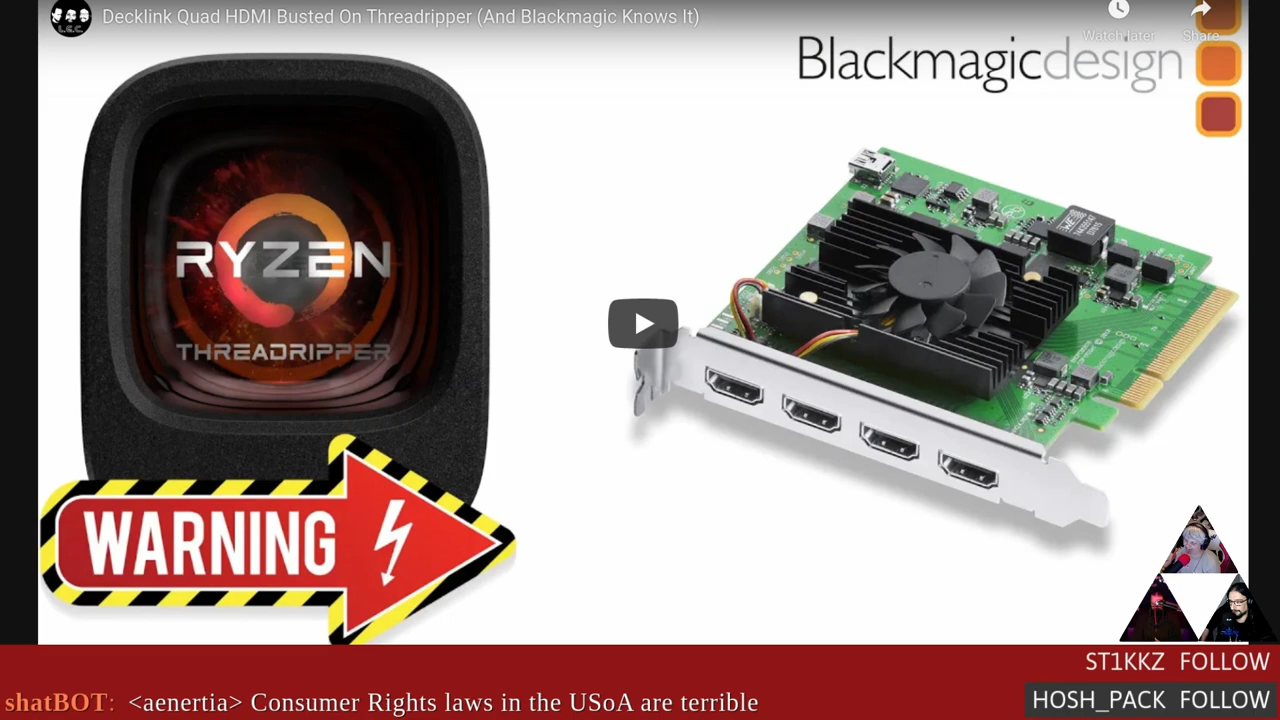 Decklink Quad HDMI Busted On Threadripper (And Blackmagic Knows It)
Watch later
Share
Blackmagicdesign
RYZEN
THREADRIPPER
WARNING
ST1KKZ FOLLOW
HOSH_PACK FOLLOW
shatBOT: <aenertia> Consumer Rights laws in the USoA are terrible